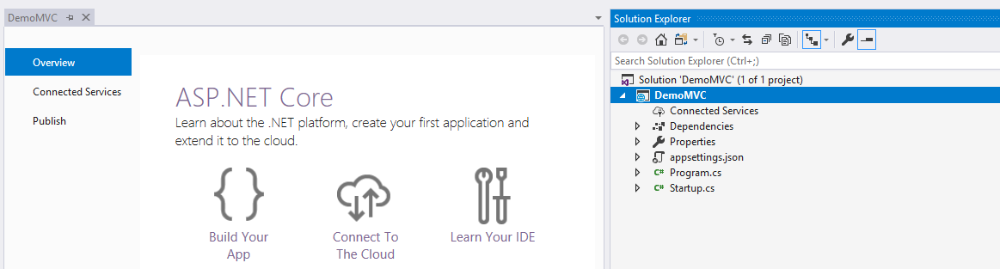 DemoMVC
Overview
Connected Services
Publish
ASP.NET Core
Learn about the .NET platform, create your first application and
extend it to the cloud.
Build Your
App
Connect To
The Cloud
Learn Your IDE
Solution Explorer
Search Solution Explorer (Ctrl+;)
Solution 'DemoMVC' (1 of 1 project)
DemoMVC
Connected Services
Dependencies
Properties
appsettings.json
C# Program.cs
C# Startup.cs